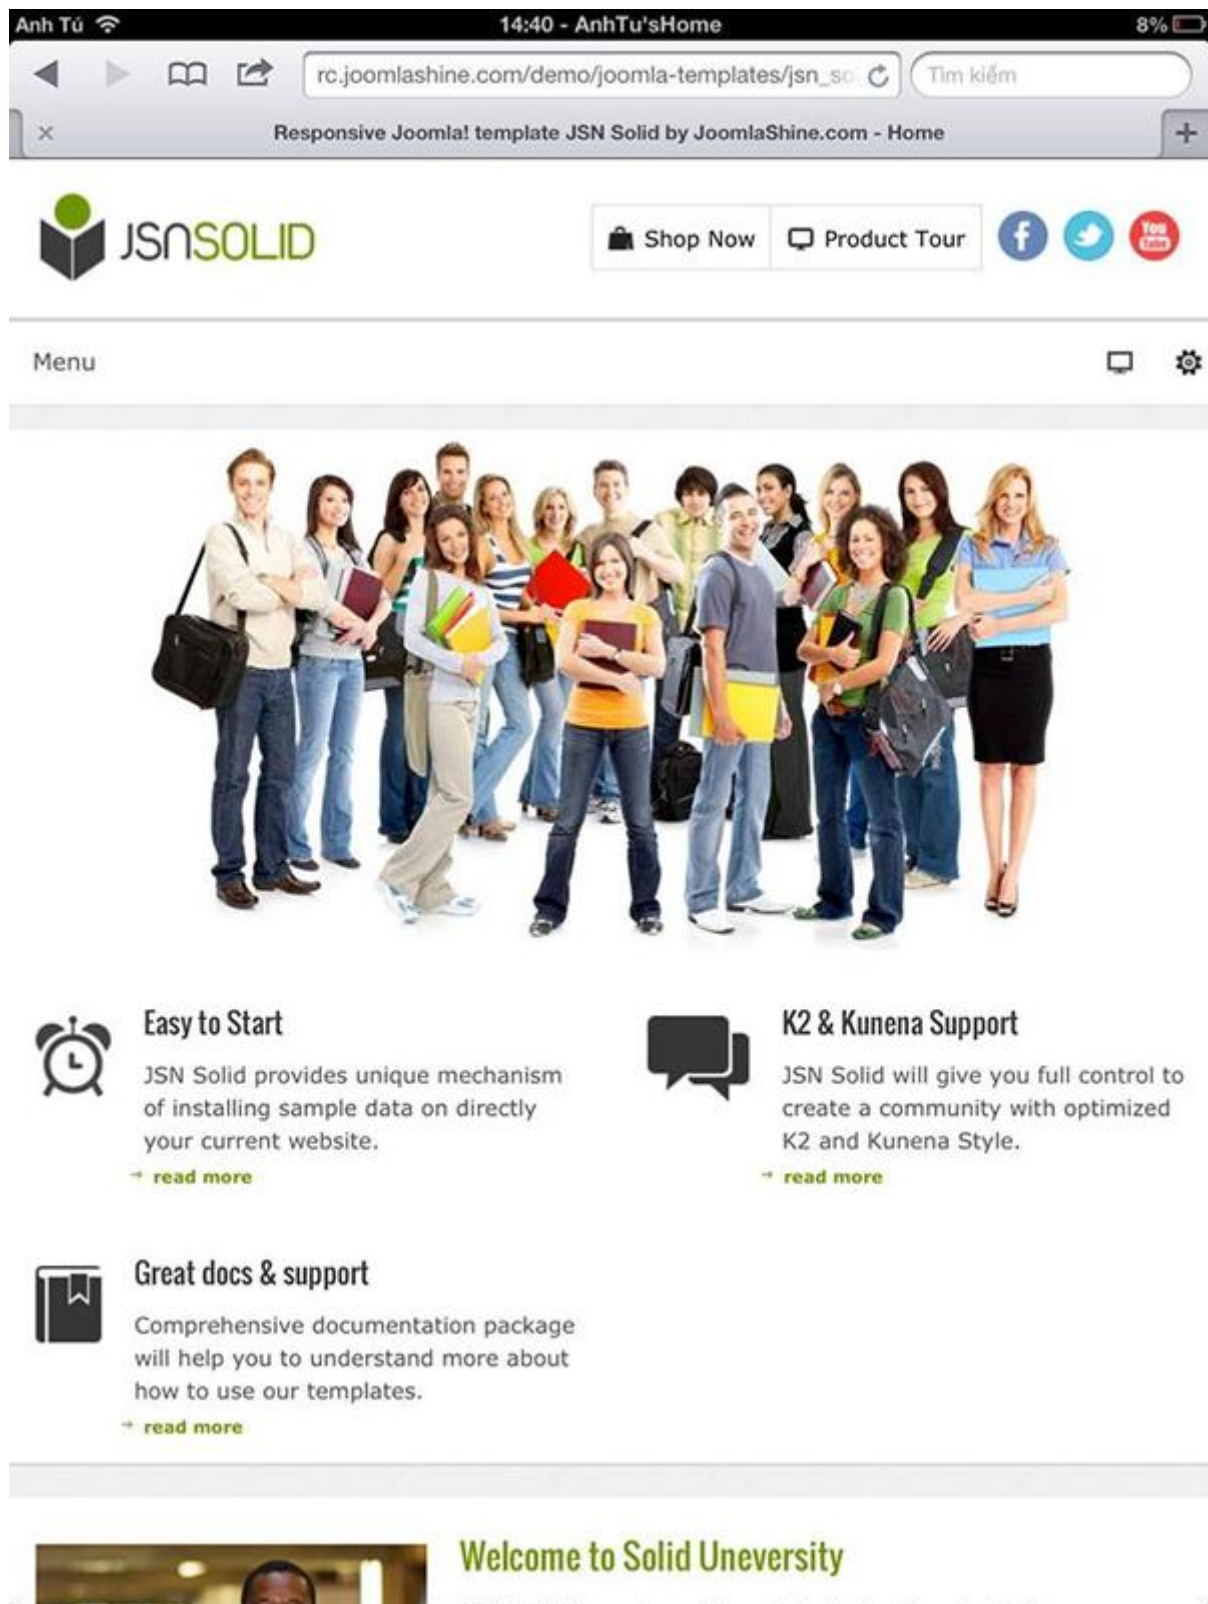 Anh Tú 14:40 - AnhTu'sHome 8%
rc.joomlashine.com/demo/joomla-templates/jsn_so Tìm kiếm
Responsive Joomla! template JSN Solid by JoomlaShine.com - Home
JSNSOLID Shop Now Product Tour f You Tube
Menu
Easy to Start
JSN Solid provides unique mechanism
of installing sample data on directly
your current website.
read more
K2 & Kunena Support
JSN Solid will give you full control to
create a community with optimized
K2 and Kunena Style.
read more
Great docs & support
Comprehensive documentation package
will help you to understand more about
how to use our templates.
read more
Welcome to Solid Uneversity